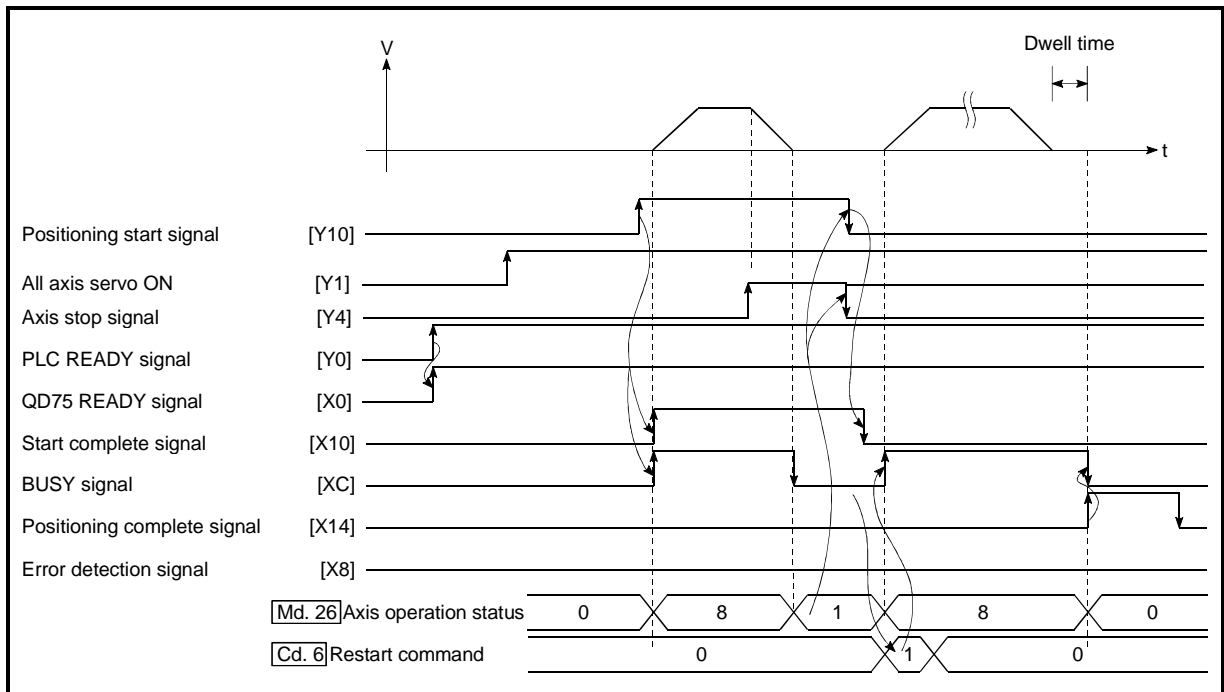 V
Dwell time
t
Positioning start signal [Y10]
All axis servo ON [Y1]
Axis stop signal [Y4]
PLC READY signal [Y0]
QD75 READY signal [X0]
Start complete signal [X10]
BUSY signal [XC]
Positioning complete signal [X14]
Error detection signal [X8]
Md. 26 Axis operation status 0 8 1 8 0
Cd. 6 Restart command 0 1 0